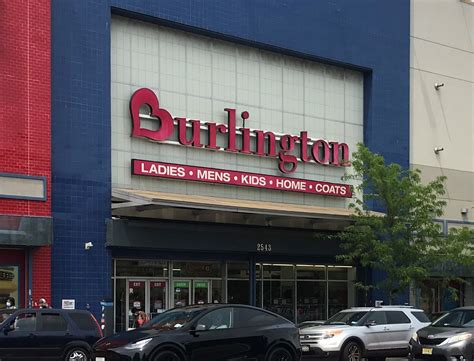 Burlington
LADIES • MENS • KIDS • HOME • COATS
2543